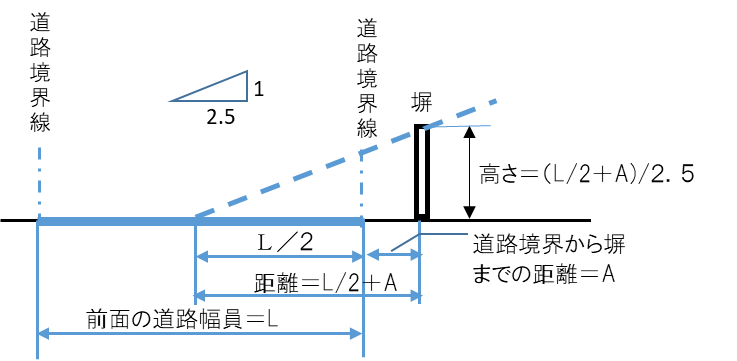 道路境界線
道路境界線
1
2.5
塀
高さ＝(L/2＋A)/2．5
L／2
道路境界から塀
までの距離＝A
距離＝L/2＋A
前面の道路幅員＝L